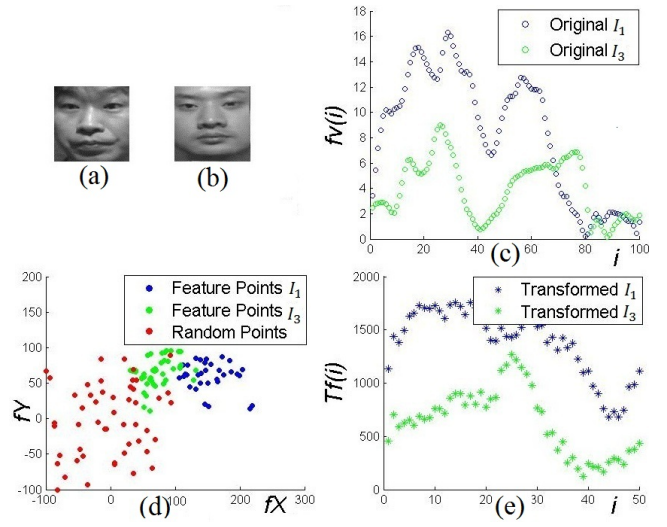 (a)
(b)
18
16
14
12
10
8
6
4
2
0
fv(i)
Original I₁
Original I₃
0 20 40 60 80 100
(c)
i
200
150
100
50
0
-50
-100
fY
Feature Points I₁
Feature Points I₃
Random Points
-100 0 100 200 300
(d)
fX
2000
1500
1000
500
0
Tf(i)
Transformed I₁
Transformed I₃
0 10 20 30 40 50
(e)
i